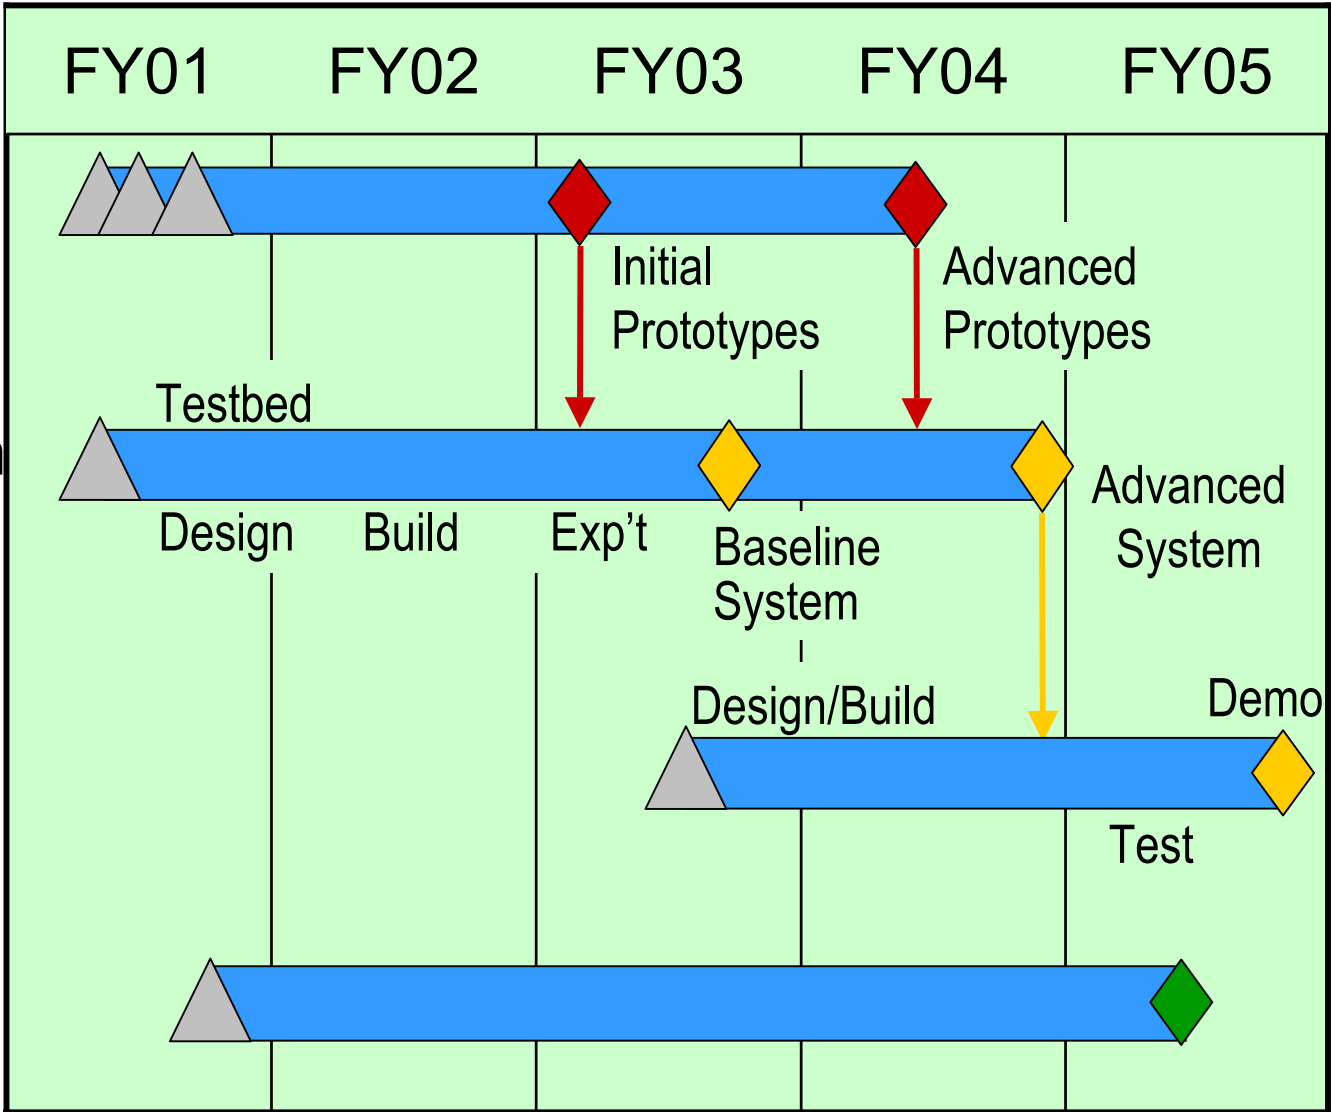 FY01 FY02 FY03 FY04 FY05
Initial
Prototypes
Advanced
Prototypes
Testbed
Design Build Exp’t
Baseline
System
Advanced
System
Design/Build
Demo
Test